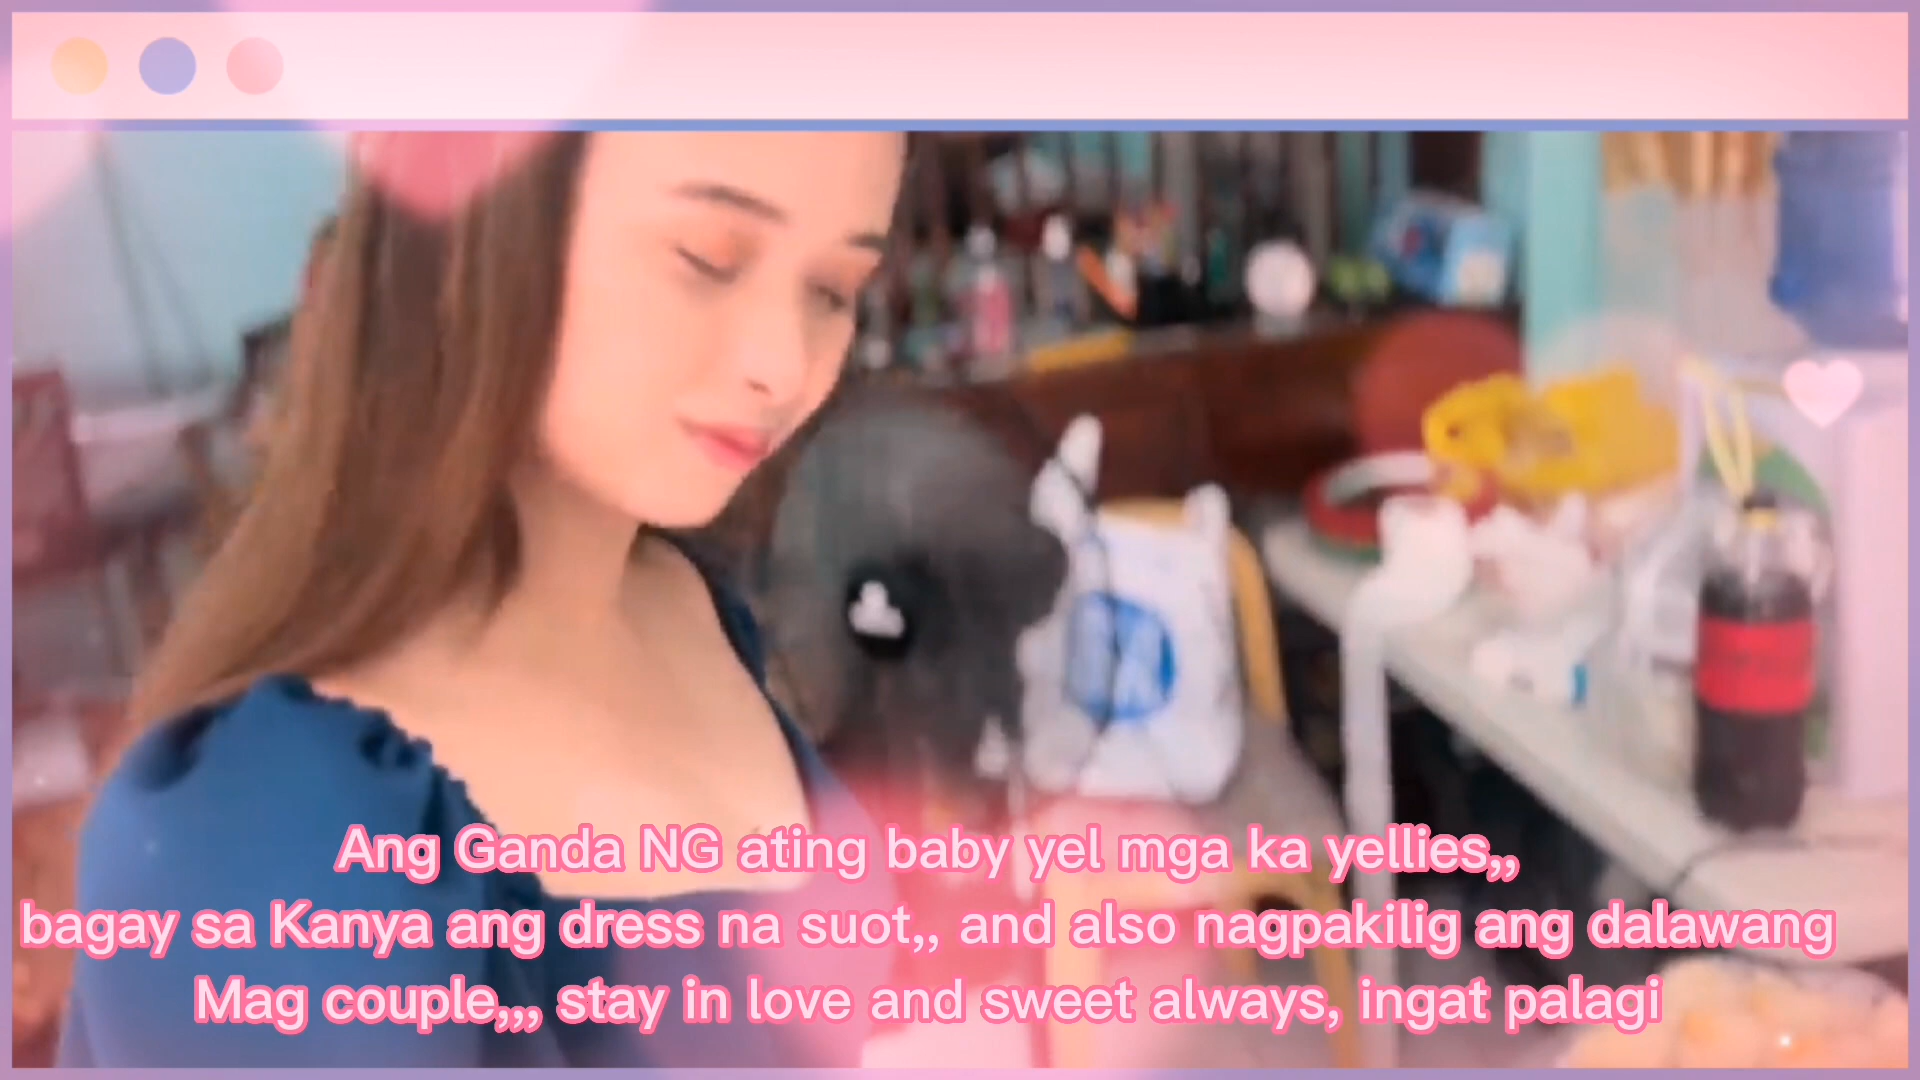 Ang Ganda NG ating baby yel mga ka yellies,,
bagay sa Kanya ang dress na suot,, and also nagpakilig ang dalawang
Mag couple,,, stay in love and sweet always, ingat palagi